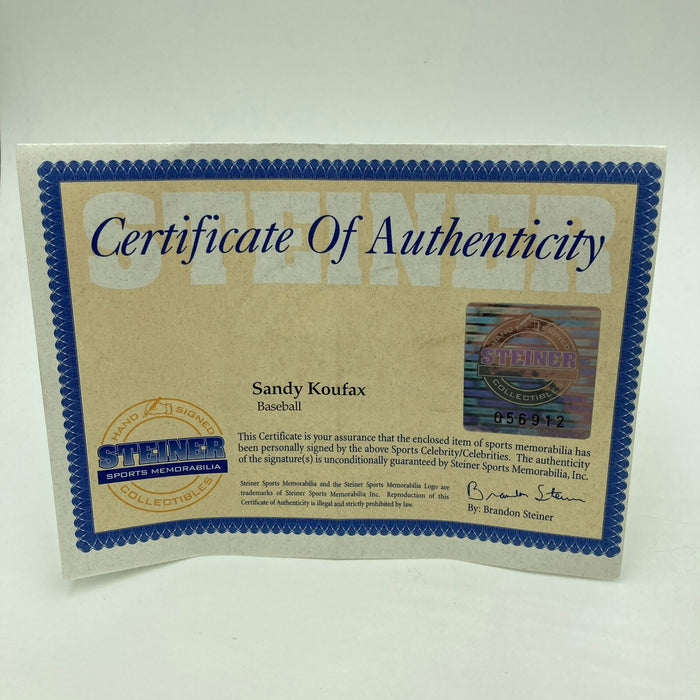 STEINER
Certificate Of Authenticity
STEINER
COLLECTIBLES
056912
Sandy Koufax
Baseball
HAND SIGNED
STEINER
SPORTS MEMORABILIA
COLLECTIBLES
This Certificate is your assurance that the enclosed item of sports memorabilia has
been personally signed by the above Sports Celebrity/Celebrities. The authenticity
of the signature(s) is unconditionally guaranteed by Steiner Sports Memorabilia, Inc.
Steiner Sports Memorabilia and the Steiner Sports Memorabilia Logo are
trademarks of Steiner Sports Memorabilia Inc. Reproduction of this
Certificate of Authenticity is illegal and strictly prohibited by law.
Brandon Steiner
By: Brandon Steiner